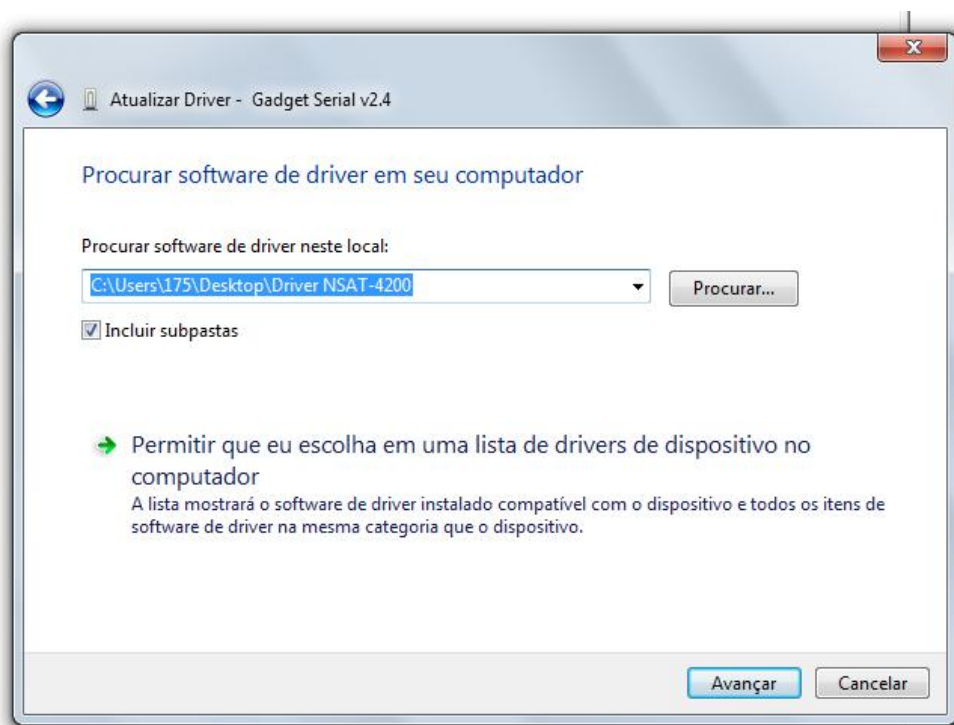 Atualizar Driver - Gadget Serial v2.4
Procurar software de driver em seu computador
Procurar software de driver neste local:
C:\Users\175\Desktop\Driver NSAT-4200
Procurar...
Incluir subpastas
Permitir que eu escolha em uma lista de drivers de dispositivo no
computador
A lista mostrará o software de driver instalado compatível com o dispositivo e todos os itens de
software de driver na mesma categoria que o dispositivo.
Avançar
Cancelar